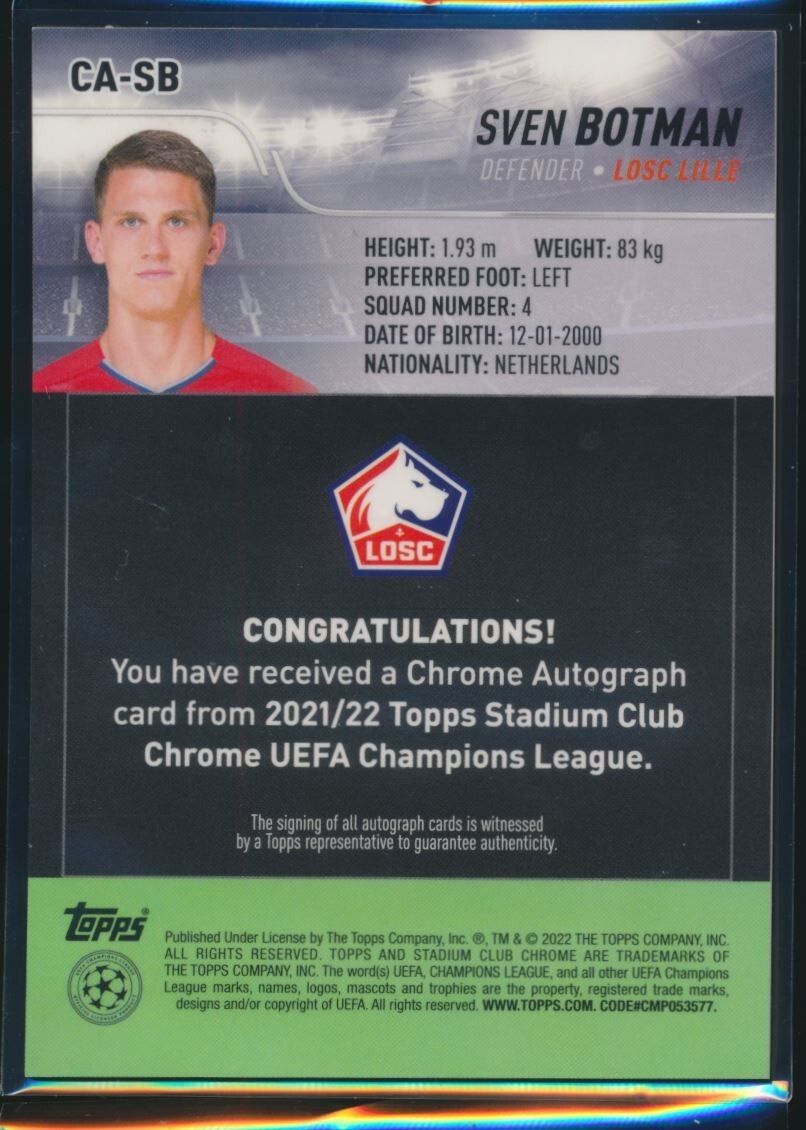 CA-SB
SVEN BOTMAN
DEFENDER • LOSC LILLE
HEIGHT: 1.93 m WEIGHT: 83 kg
PREFERRED FOOT: LEFT
SQUAD NUMBER: 4
DATE OF BIRTH: 12-01-2000
NATIONALITY: NETHERLANDS
LOSC
CONGRATULATIONS!
You have received a Chrome Autograph
card from 2021/22 Topps Stadium Club
Chrome UEFA Champions League.
The signing of all autograph cards is witnessed
by a Topps representative to guarantee authenticity.
Topps®
Published Under License by The Topps Company, Inc. ®, TM & © 2022 THE TOPPS COMPANY, INC.
ALL RIGHTS RESERVED. TOPPS AND STADIUM CLUB CHROME ARE TRADEMARKS OF
THE TOPPS COMPANY, INC. The word(s) UEFA, CHAMPIONS LEAGUE, and all other UEFA Champions
League marks, names, logos, mascots and trophies are the property, registered trade marks,
designs and/or copyright of UEFA. All rights reserved. WWW.TOPPS.COM. CODE#CMP053577.
UEFA CHAMPIONS LEAGUE
OFFICIAL LICENSED PRODUCT